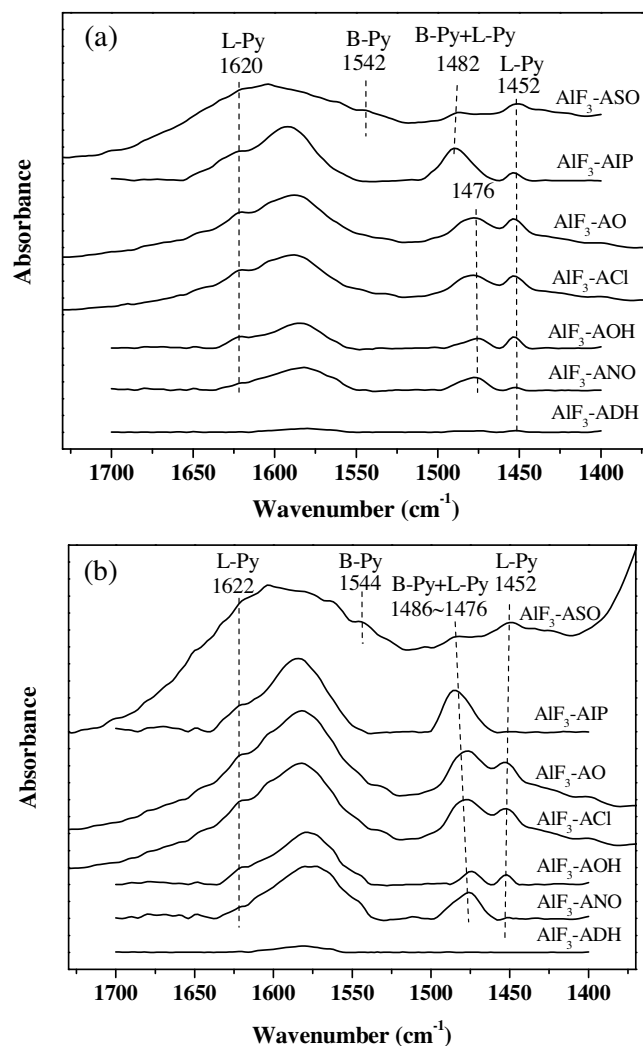 (a)
L-Py
1620
B-Py
1542
B-Py+L-Py
1482
L-Py
1452
AlF3-ASO
AlF3-AIP
1476
AlF3-AO
AlF3-ACl
AlF3-AOH
AlF3-ANO
AlF3-ADH
Absorbance
1700 1650 1600 1550 1500 1450 1400
Wavenumber (cm-1)
(b)
L-Py
1622
B-Py
1544
B-Py+L-Py
1486~1476
L-Py
1452
AlF3-ASO
AlF3-AIP
AlF3-AO
AlF3-ACl
AlF3-AOH
AlF3-ANO
AlF3-ADH
Absorbance
1700 1650 1600 1550 1500 1450 1400
Wavenumber (cm-1)